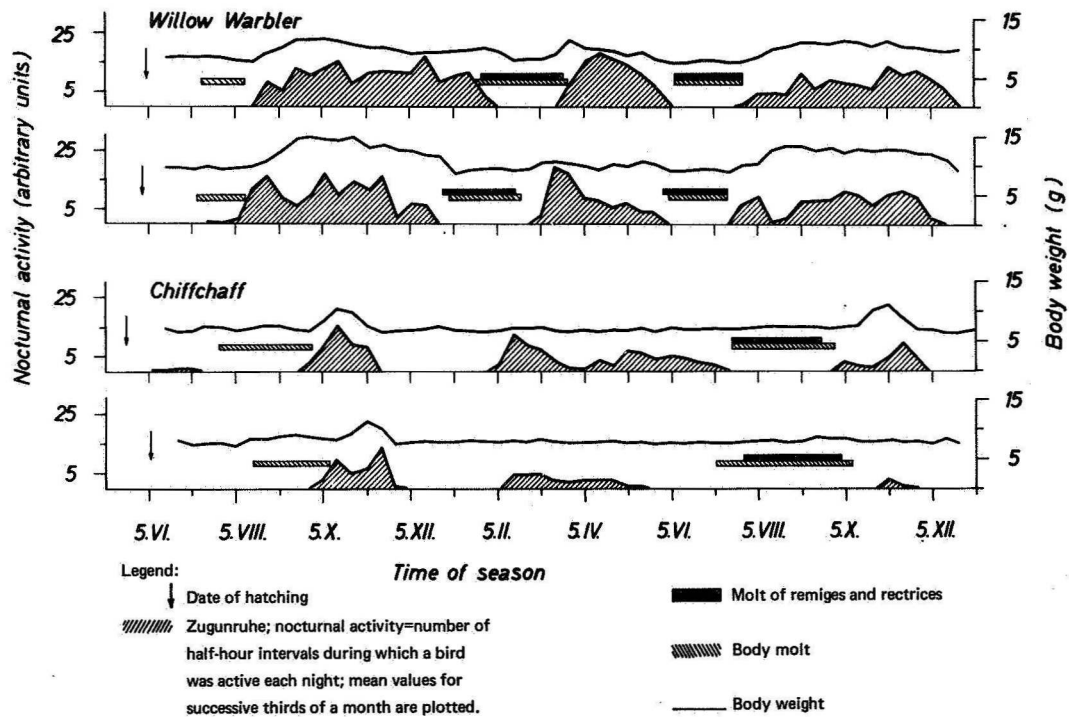 Willow Warbler
25
5
15
5
25
5
15
5
Chiffchaff
25
5
15
5
25
5
15
5
Nocturnal activity (arbitrary units)
Body weight (g)
5.VI. 5.VIII. 5.X. 5.XII. 5.II. 5.IV. 5.VI. 5.VIII. 5.X. 5.XII.
Time of season
Legend:
Date of hatching
Zugunruhe; nocturnal activity=number of
half-hour intervals during which a bird
was active each night; mean values for
successive thirds of a month are plotted.
Molt of remiges and rectrices
Body molt
Body weight